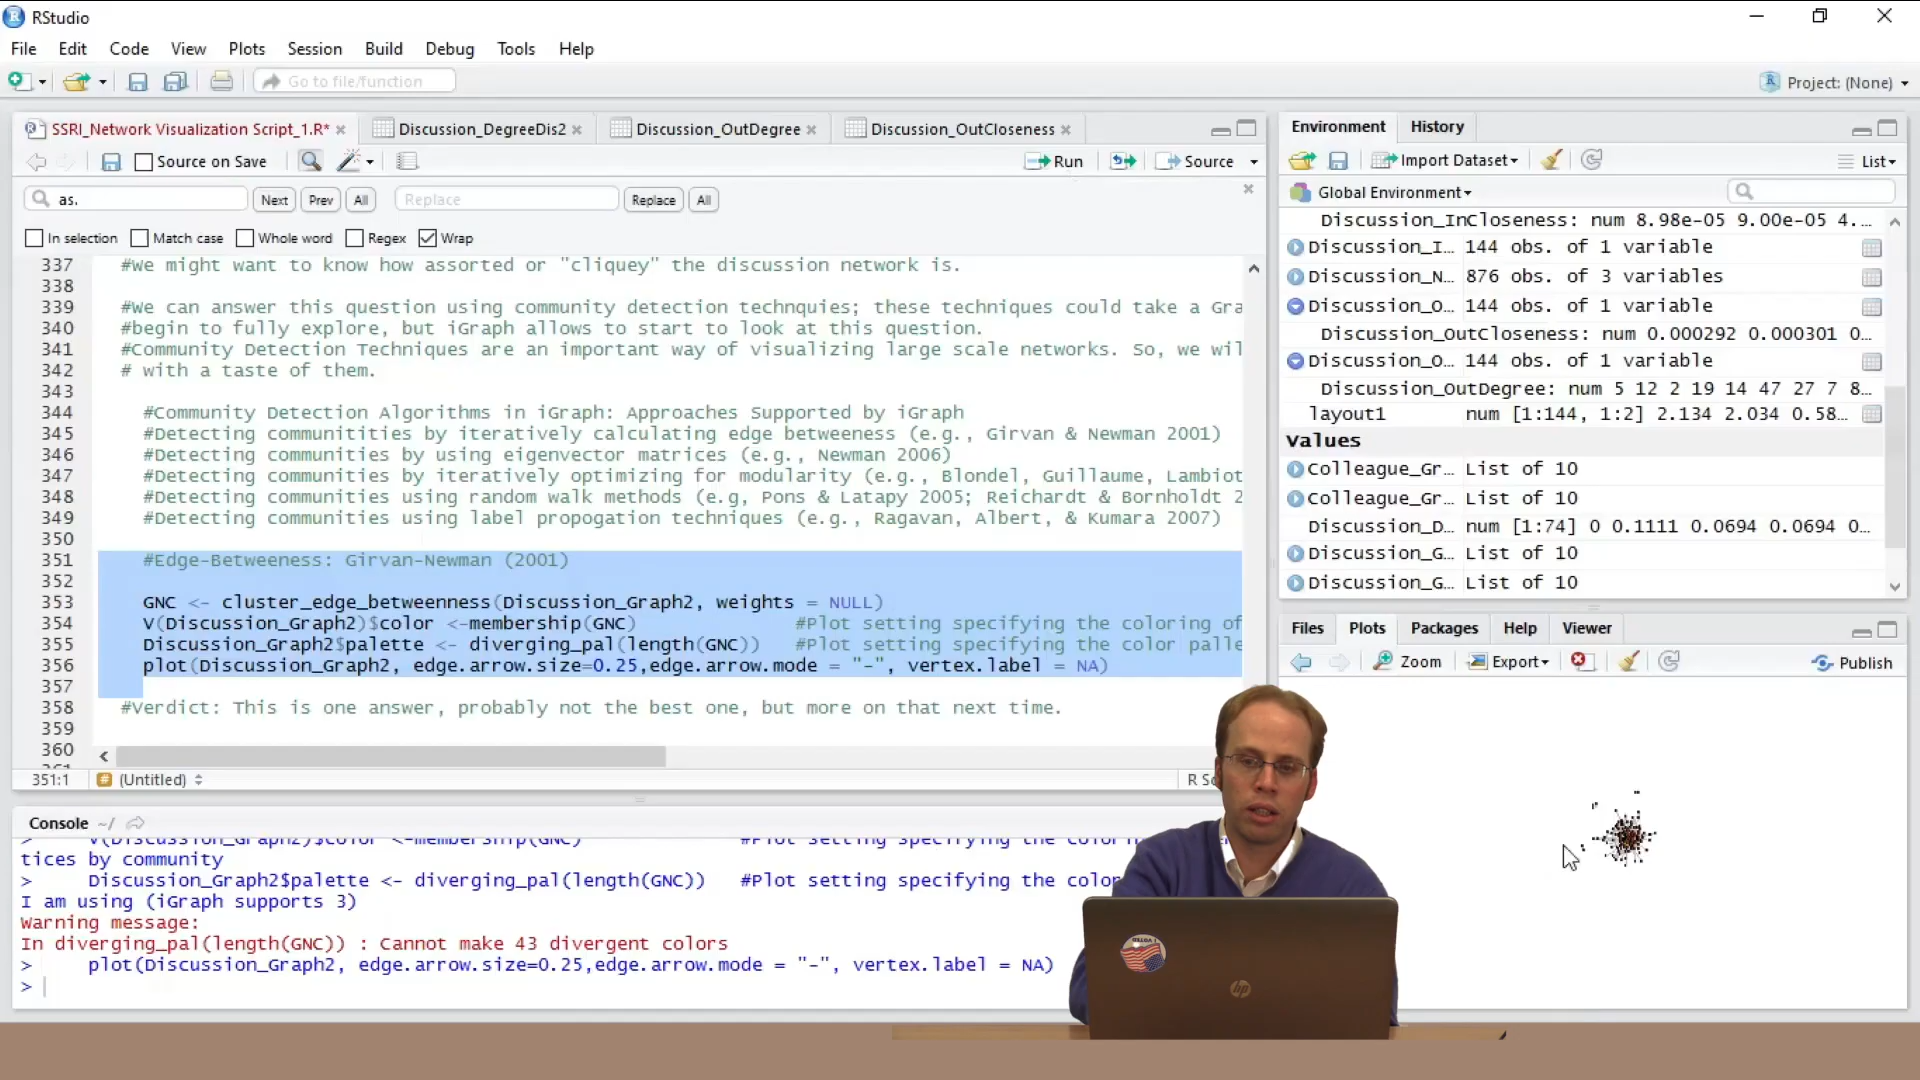 RStudio
File Edit Code View Plots Session Build Debug Tools Help
Go to file/function
Project: (None)
SSRI_Network Visualization Script_1.R*
Discussion_DegreeDis2
Discussion_OutDegree
Discussion_OutCloseness
Source on Save
Run
Source
as.
Next
Prev
All
Replace
Replace
All
In selection
Match case
Whole word
Regex
Wrap
337 #we might want to know how assorted or "cliquey" the discussion network is.
338
339 #we can answer this question using community detection technquies; these techniques could take a Gra
340 #begin to fully explore, but iGraph allows to start to look at this question.
341 #Community Detection Techniques are an important way of visualizing large scale networks. So, we wil
342 # with a taste of them.
343
344 #Community Detection Algorithms in iGraph: Approaches Supported by iGraph
345 #Detecting communitities by iteratively calculating edge betweeness (e.g., Girvan & Newman 2001)
346 #Detecting communities by using eigenvector matrices (e.g., Newman 2006)
347 #Detecting communities by iteratively optimizing for modularity (e.g., Blondel, Guillaume, Lambiot
348 #Detecting communities using random walk methods (e.g, Pons & Latapy 2005; Reichardt & Bornholdt 2
349 #Detecting communities using label propogation techniques (e.g., Ragavan, Albert, & Kumara 2007)
350
351 #Edge-Betweeness: Girvan-Newman (2001)
352
353 GNC <- cluster_edge_betweenness(Discussion_Graph2, weights = NULL)
354 V(Discussion_Graph2)$color <-membership(GNC) #Plot setting specifying the coloring of
355 Discussion_Graph2$palette <- diverging_pal(length(GNC)) #Plot setting specifying the color palle
356 plot(Discussion_Graph2, edge.arrow.size=0.25,edge.arrow.mode = "-", vertex.label = NA)
357
358 #Verdict: This is one answer, probably not the best one, but more on that next time.
359
360
351:1 (Untitled) R Sc
Console ~/
> V(Discussion_Graph2)$color <-membership(GNC) #Plot setting specifying the color
tices by community
> Discussion_Graph2$palette <- diverging_pal(length(GNC)) #Plot setting specifying the color
I am using (iGraph supports 3)
Warning message:
In diverging_pal(length(GNC)) : Cannot make 43 divergent colors
> plot(Discussion_Graph2, edge.arrow.size=0.25,edge.arrow.mode = "-", vertex.label = NA)
>
Environment History
Import Dataset
List
Global Environment
Discussion_InCloseness: num 8.98e-05 9.00e-05 4....
Discussion_I... 144 obs. of 1 variable
Discussion_N... 876 obs. of 3 variables
Discussion_O... 144 obs. of 1 variable
Discussion_OutCloseness: num 0.000292 0.000301 0...
Discussion_O... 144 obs. of 1 variable
Discussion_OutDegree: num 5 12 2 19 14 47 27 7 8...
layout1 num [1:144, 1:2] 2.134 2.034 0.58...
Values
Colleague_Gr... List of 10
Colleague_Gr... List of 10
Discussion_D... num [1:74] 0 0.1111 0.0694 0.0694 0...
Discussion_G... List of 10
Discussion_G... List of 10
Files Plots Packages Help Viewer
Zoom Export Publish
hp